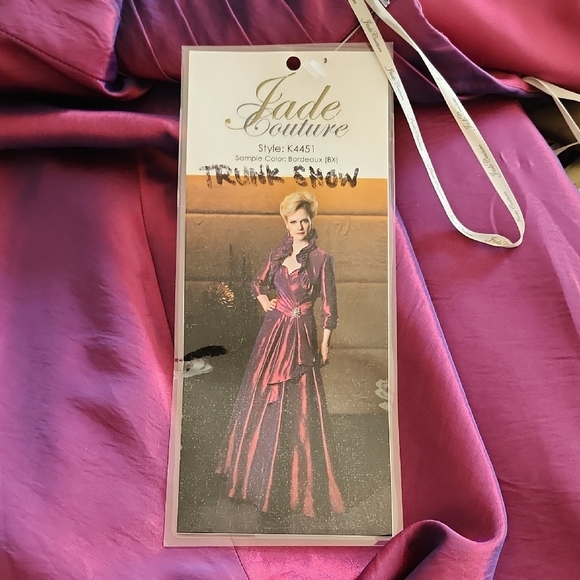 Jade
Couture
Style: K4451
Sample Color: Bordeaux (BX)
TRUNK SHOW